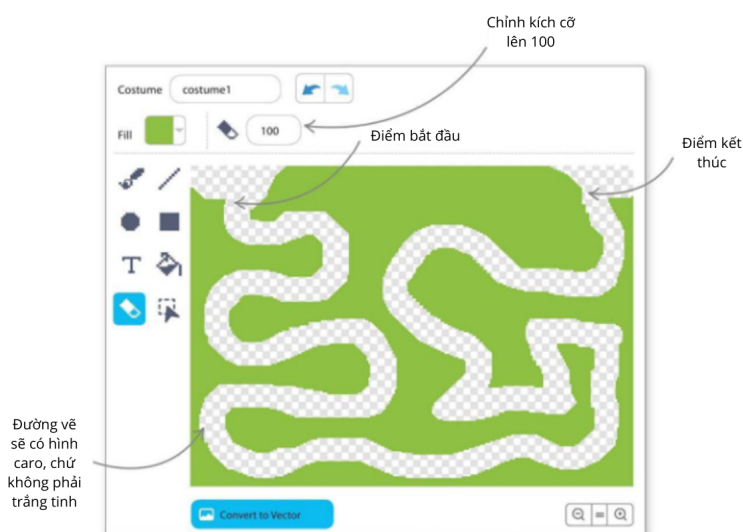 Chỉnh kích cỡ
lên 100
Costume
costume1
Fill
100
Điểm bắt đầu
Điểm kết
thúc
T
Đường vẽ
sẽ có hình
caro, chứ
không phải
trắng tinh
Convert to Vector